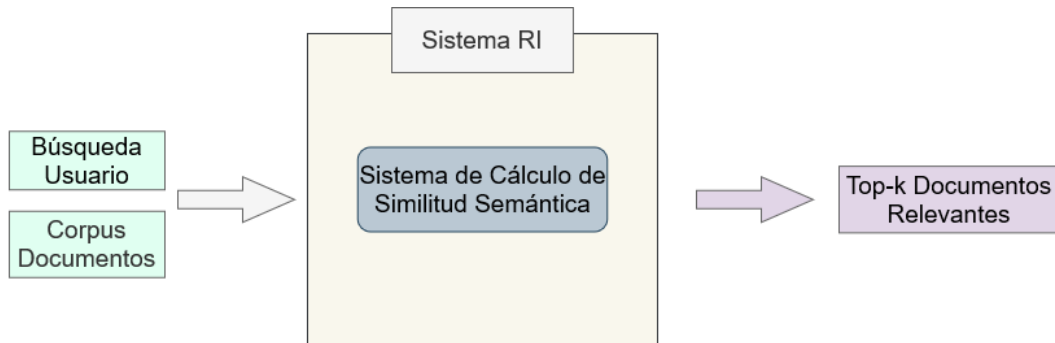 Sistema RI
Búsqueda
Usuario
Corpus
Documentos
Sistema de Cálculo de
Similitud Semántica
Top-k Documentos
Relevantes